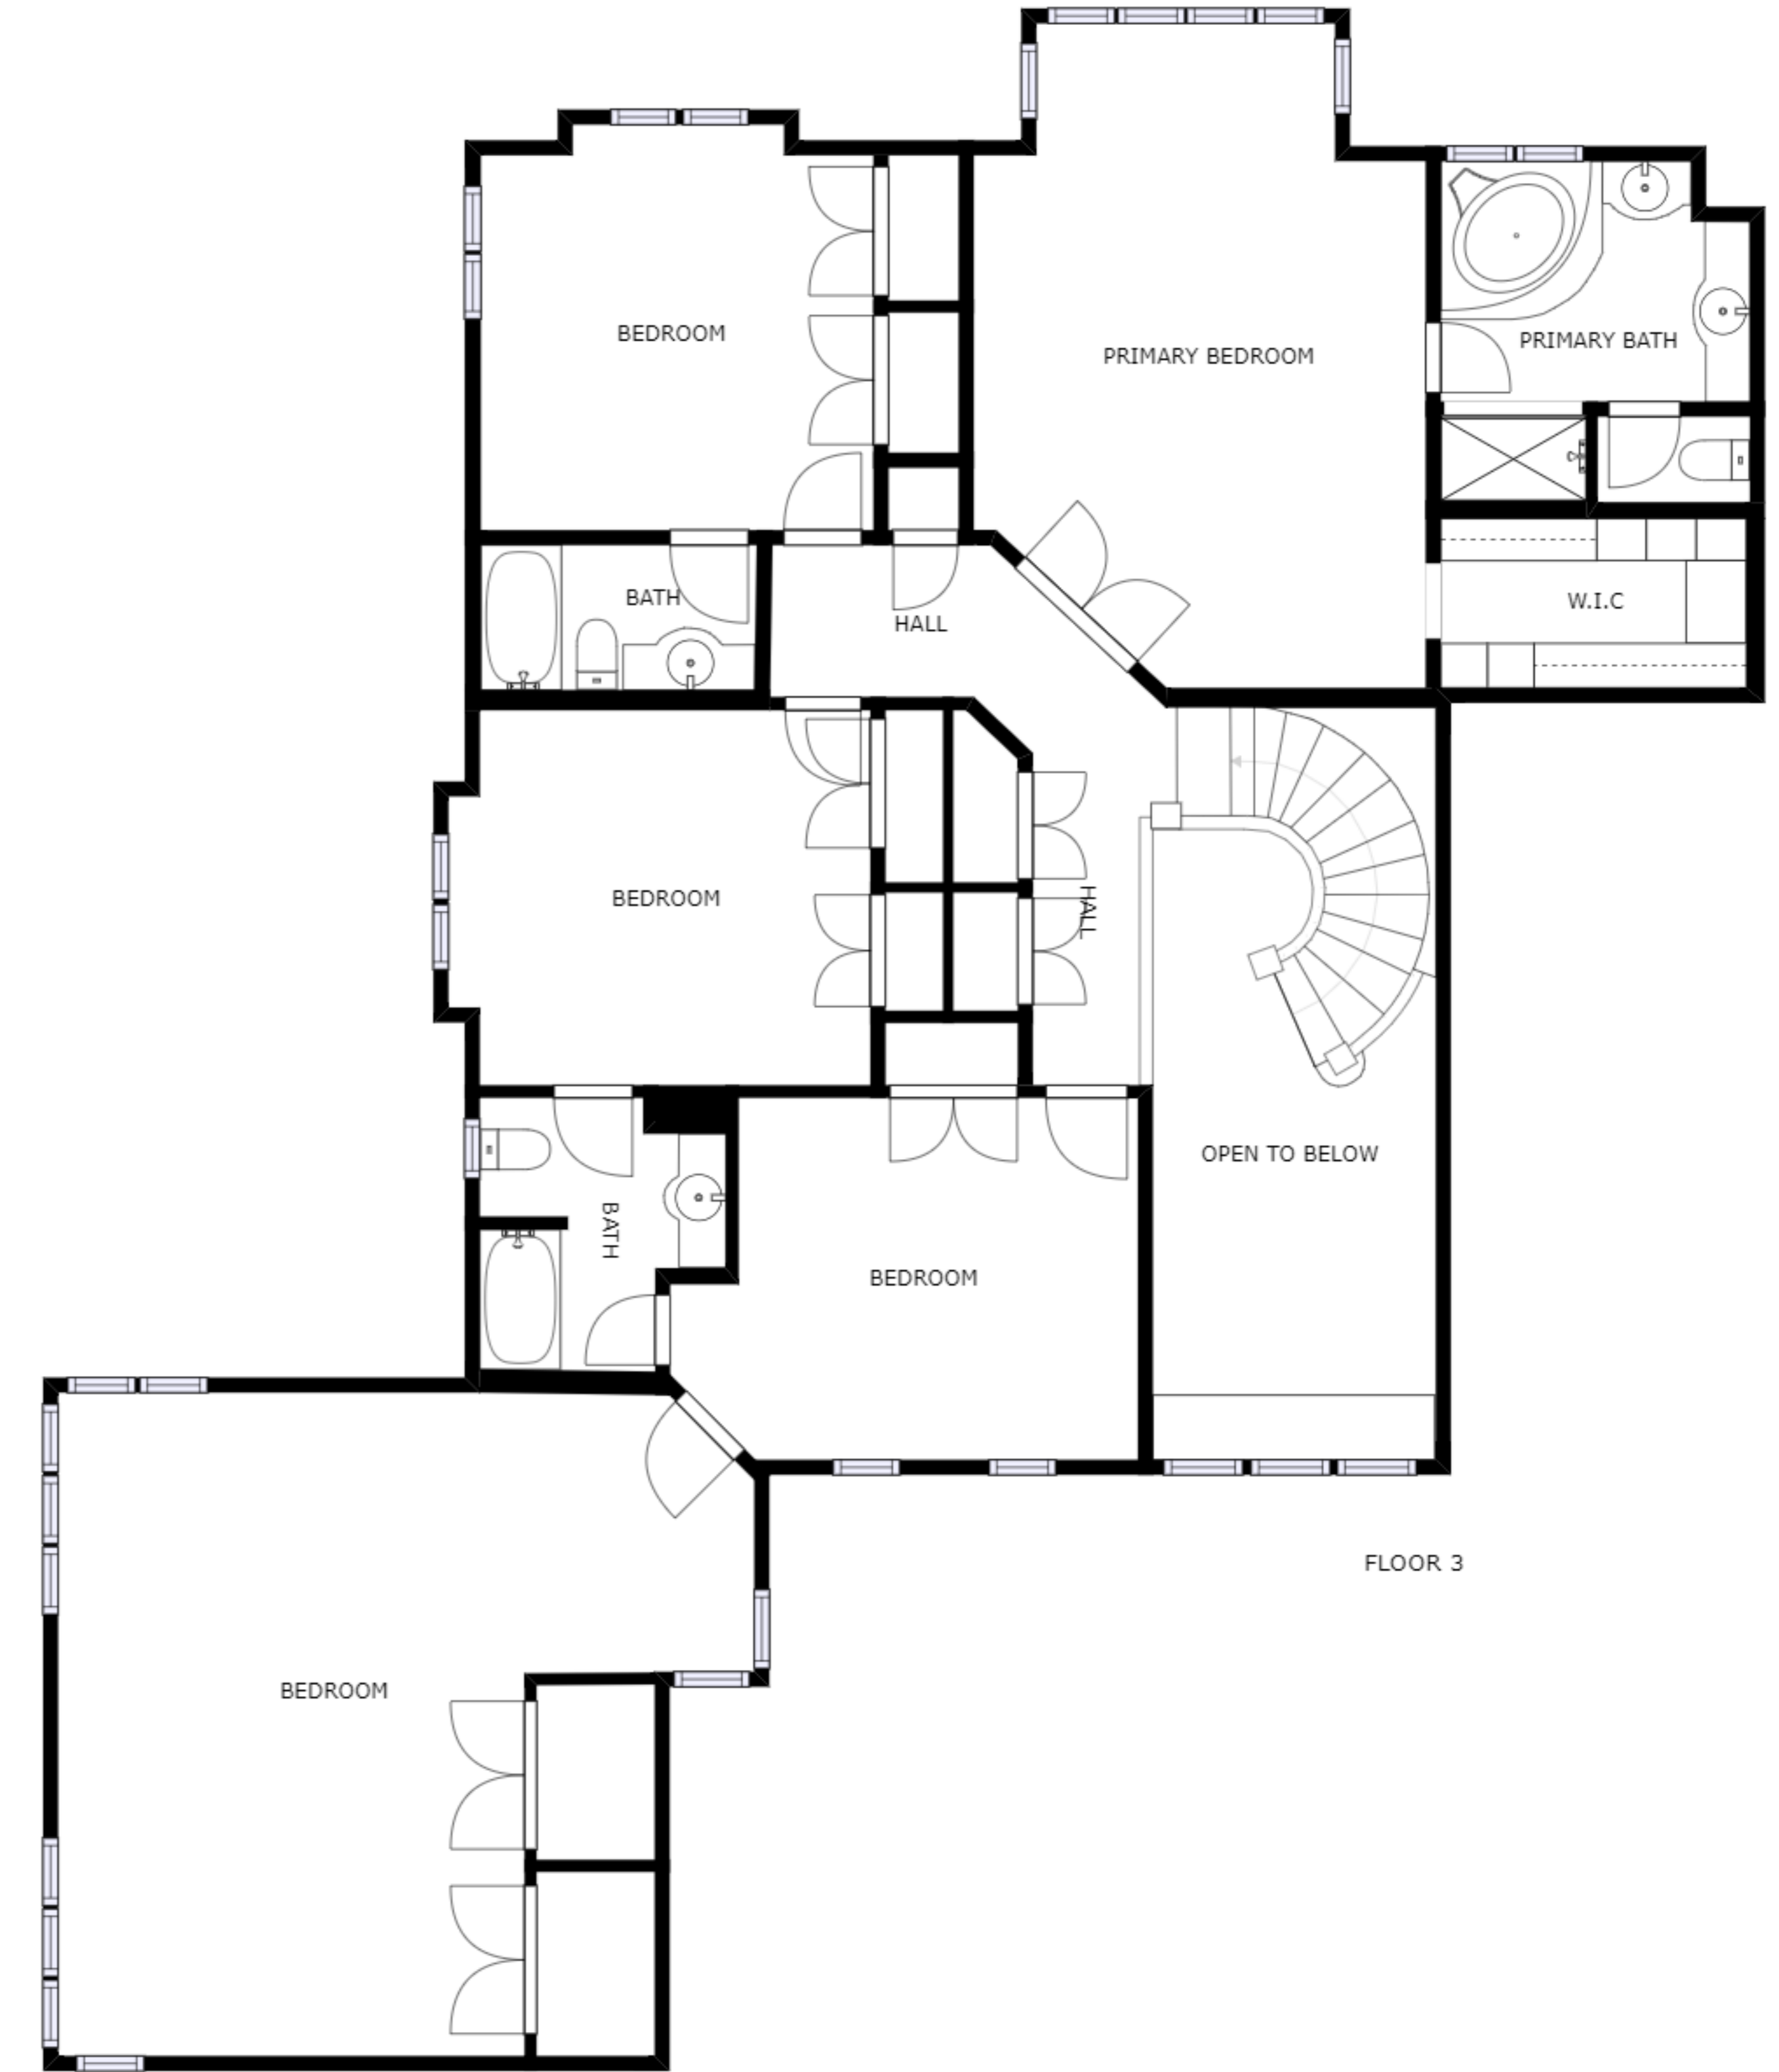 BEDROOM
PRIMARY BEDROOM
PRIMARY BATH
BATH
HALL
W.I.C
BEDROOM
HALL
OPEN TO BELOW
BATH
BEDROOM
FLOOR 3
BEDROOM